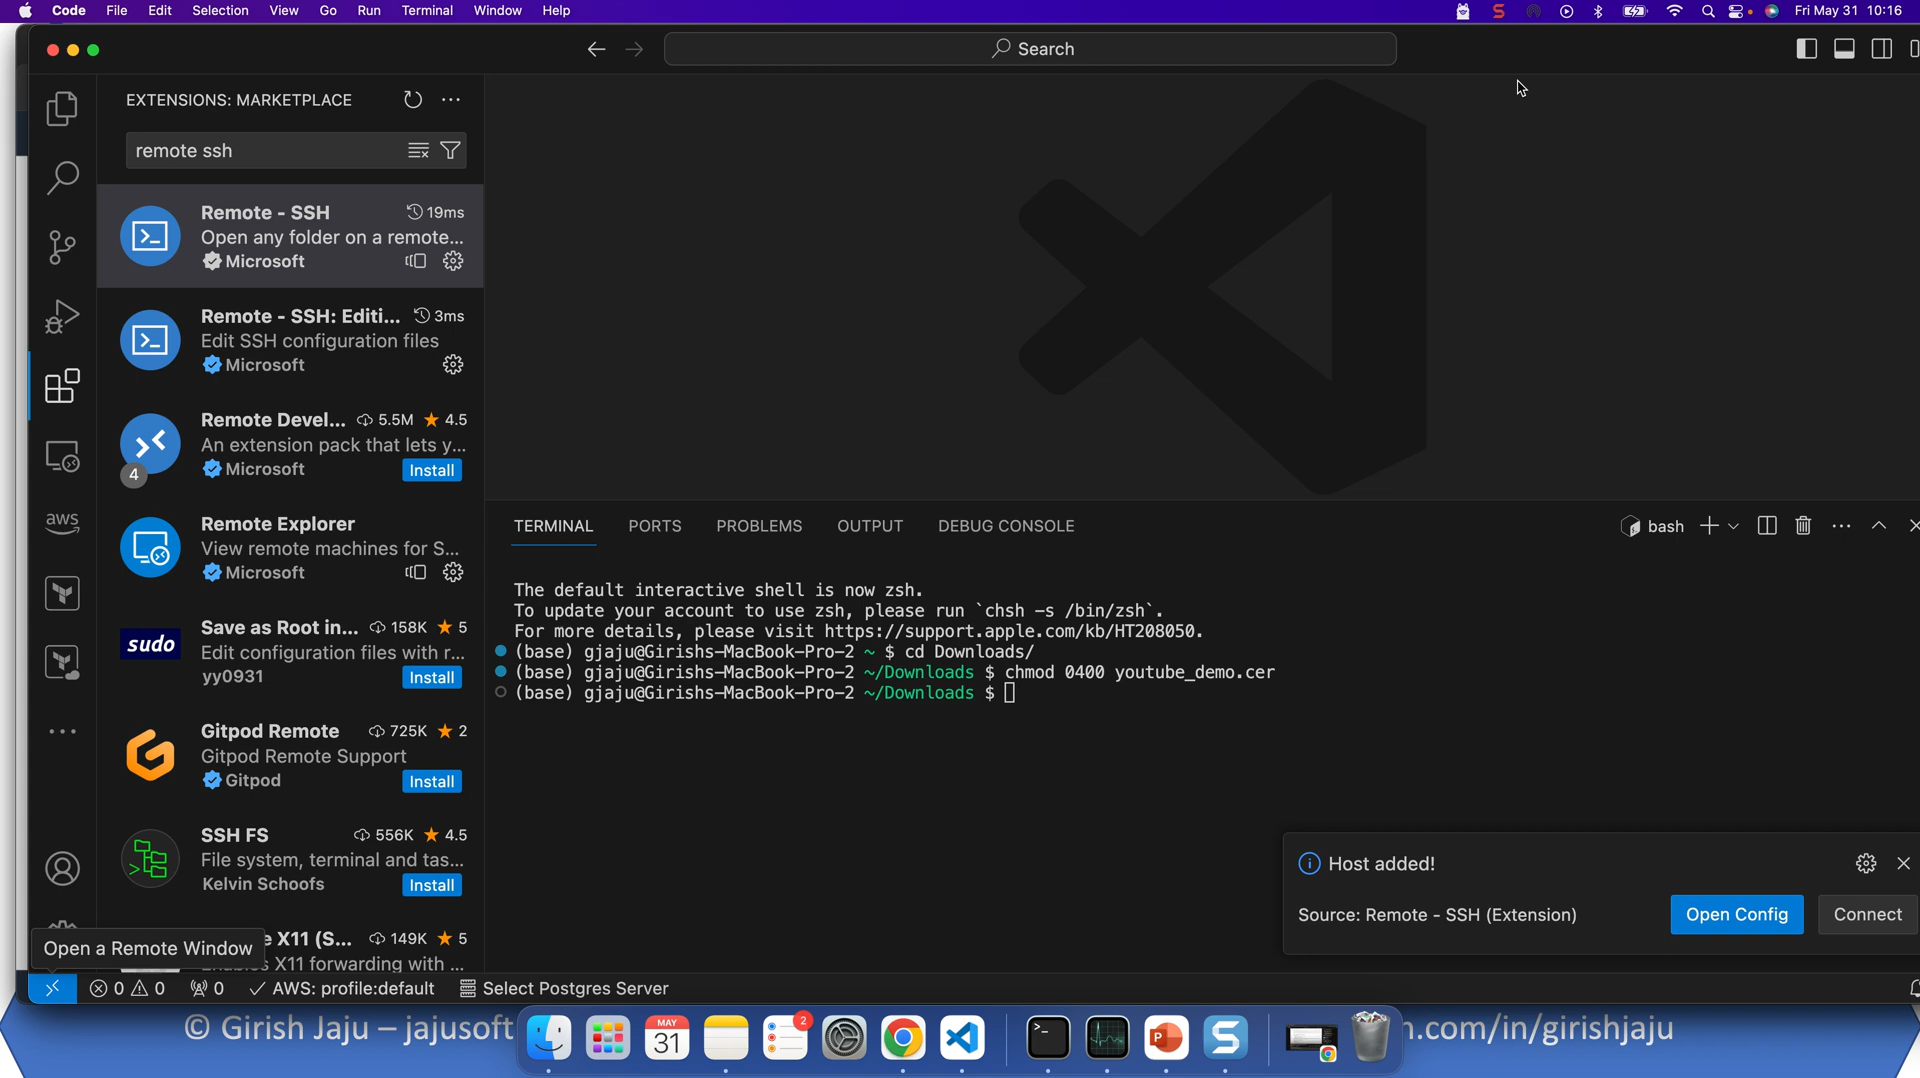 Code File Edit Selection View Go Run Terminal Window Help
Fri May 31 10:16
Search
EXTENSIONS: MARKETPLACE
remote ssh
Remote - SSH 19ms
Open any folder on a remote...
Microsoft
Remote - SSH: Editi... 3ms
Edit SSH configuration files
Microsoft
Remote Devel... 5.5M 4.5
An extension pack that lets y...
4
Microsoft Install
Remote Explorer
View remote machines for S...
Microsoft
sudo
Save as Root in... 158K 5
Edit configuration files with r...
yy0931 Install
Gitpod Remote 725K 2
Gitpod Remote Support
Gitpod Install
SSH FS 556K 4.5
File system, terminal and tas...
Kelvin Schoofs Install
e X11 (S... 149K 5
X11 forwarding with ...
aws
Open a Remote Window
TERMINAL PORTS PROBLEMS OUTPUT DEBUG CONSOLE
bash
The default interactive shell is now zsh.
To update your account to use zsh, please run `chsh -s /bin/zsh`.
For more details, please visit https://support.apple.com/kb/HT208050.
(base) gjaju@Girishs-MacBook-Pro-2 ~ $ cd Downloads/
(base) gjaju@Girishs-MacBook-Pro-2 ~/Downloads $ chmod 0400 youtube_demo.cer
(base) gjaju@Girishs-MacBook-Pro-2 ~/Downloads $
Host added!
Source: Remote - SSH (Extension)
Open Config Connect
0 0 0 AWS: profile:default Select Postgres Server
© Girish Jaju – jajusoft
n.com/in/girishjaju
MAY
31
2